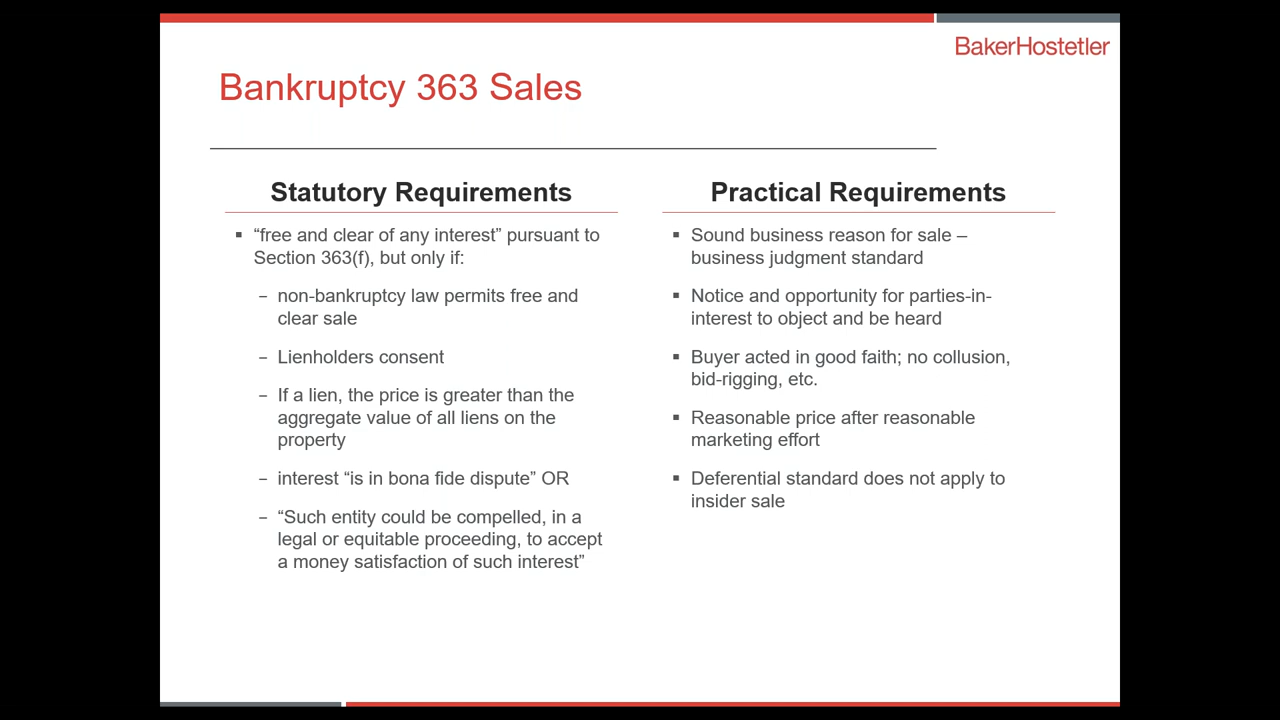 BakerHostetler
Bankruptcy 363 Sales
Statutory Requirements
▪ “free and clear of any interest” pursuant to
Section 363(f), but only if:
– non-bankruptcy law permits free and
clear sale
– Lienholders consent
– If a lien, the price is greater than the
aggregate value of all liens on the
property
– interest “is in bona fide dispute” OR
– “Such entity could be compelled, in a
legal or equitable proceeding, to accept
a money satisfaction of such interest”
Practical Requirements
▪ Sound business reason for sale –
business judgment standard
▪ Notice and opportunity for parties-in-
interest to object and be heard
▪ Buyer acted in good faith; no collusion,
bid-rigging, etc.
▪ Reasonable price after reasonable
marketing effort
▪ Deferential standard does not apply to
insider sale